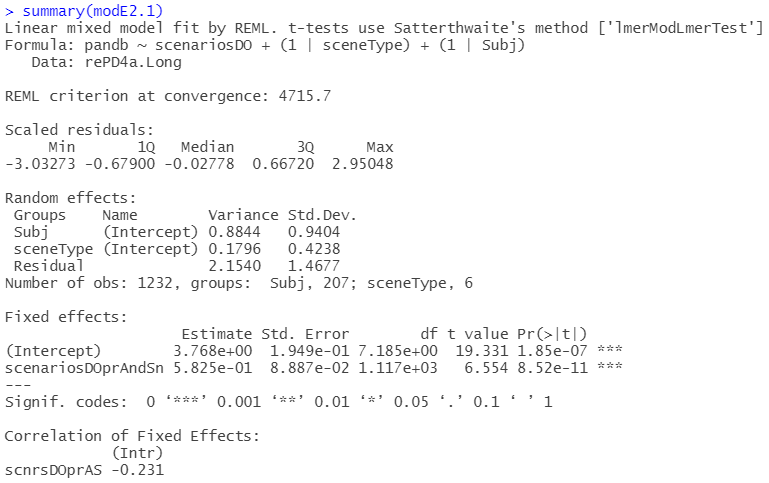 > summary(modE2.1)
Linear mixed model fit by REML. t-tests use Satterthwaite's method ['lmerModLmerTest']
Formula: pandb ~ scenariosDO + (1 | sceneType) + (1 | Subj)
   Data: rePD4a.Long

REML criterion at convergence: 4715.7

Scaled residuals:
     Min       1Q   Median       3Q      Max
-3.03273 -0.67900 -0.02778  0.66720  2.95048

Random effects:
 Groups    Name        Variance Std.Dev.
 Subj      (Intercept) 0.8844   0.9404
 sceneType (Intercept) 0.1796   0.4238
 Residual              2.1540   1.4677
Number of obs: 1232, groups:  Subj, 207; sceneType, 6

Fixed effects:
                    Estimate Std. Error        df t value Pr(>|t|)
(Intercept)        3.768e+00  1.949e-01 7.185e+00  19.331 1.85e-07 ***
scenariosDOprAndSn 5.825e-01  8.887e-02 1.117e+03   6.554 8.52e-11 ***
---
Signif. codes:  0 ‘***’ 0.001 ‘**’ 0.01 ‘*’ 0.05 ‘.’ 0.1 ‘ ’ 1

Correlation of Fixed Effects:
            (Intr)
scnrsDOprAS -0.231